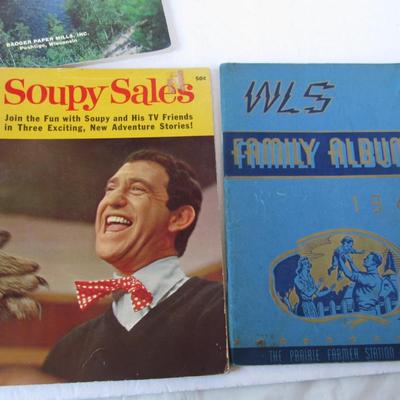 BADGER PAPER MILLS, INC.
Peshtigo, Wisconsin
50¢
Soupy Sales
Join the Fun with Soupy and His TV Friends
in Three Exciting, New Adventure Stories!
WLS
FAMILY ALBUM
THE PRAIRIE FARMER STATION